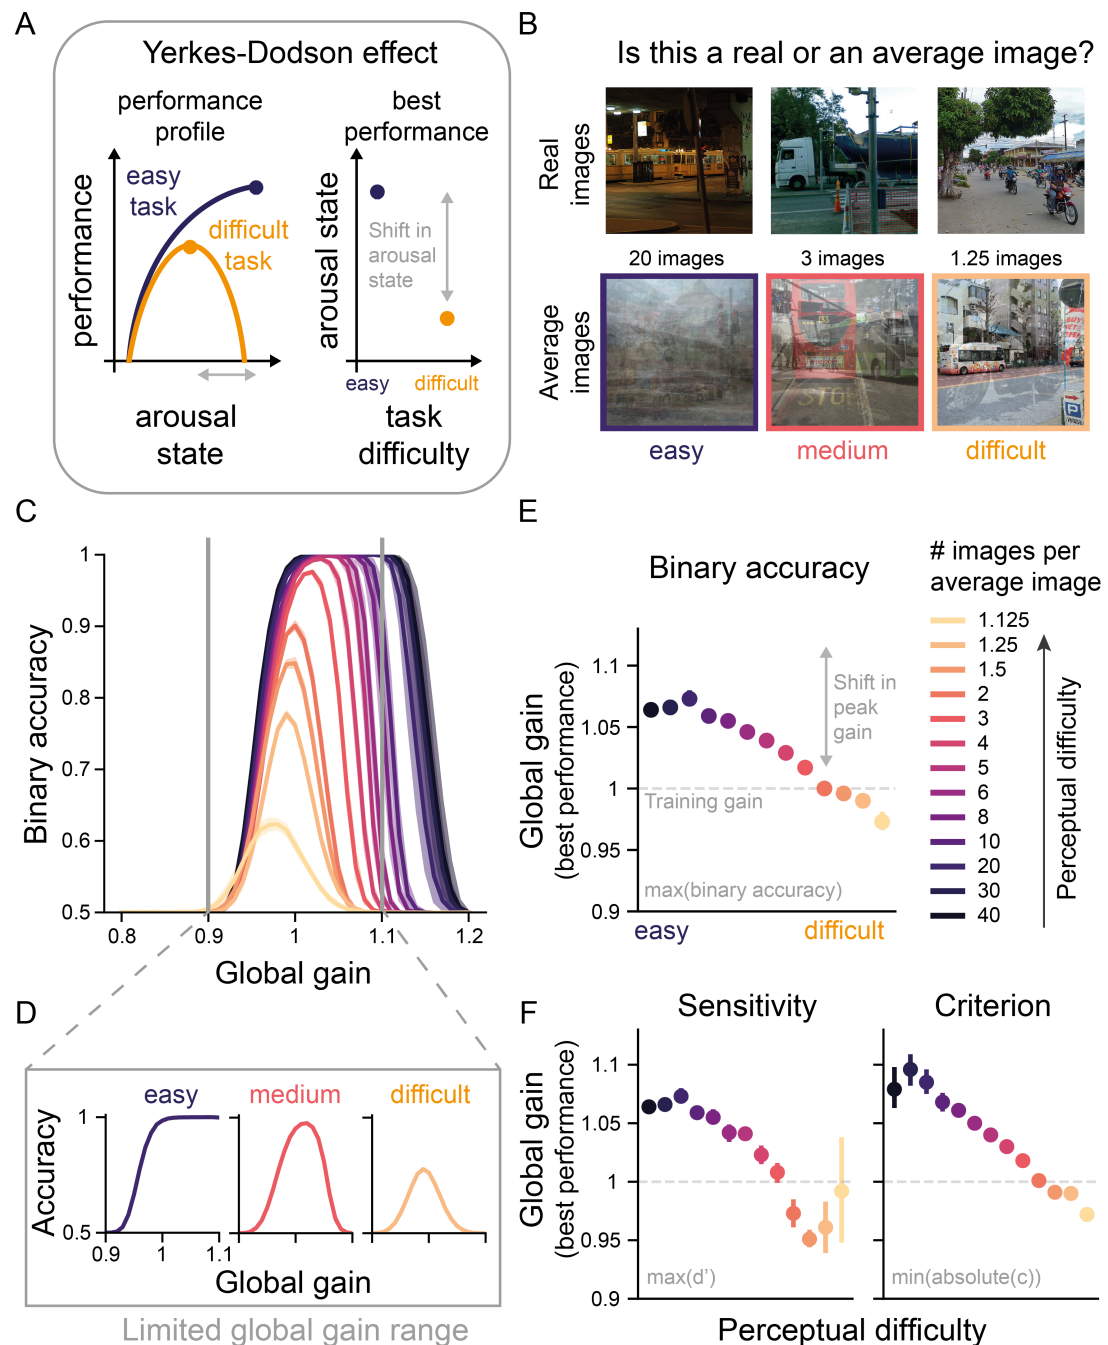 A
Yerkes-Dodson effect
performance
profile
best
performance
performance
easy
task
difficult
task
arousal
state
arousal state
Shift in
arousal
state
easy
difficult
task
difficulty
B
Is this a real or an average image?
Real
images
20 images
3 images
1.25 images
Average
images
easy
medium
difficult
C
Binary accuracy
1
0.9
0.8
0.7
0.6
0.5
0.8
0.9
1
1.1
1.2
Global gain
D
easy
medium
difficult
Accuracy
1
0.5
0.9
1
1.1
Global gain
Limited global gain range
E
Binary accuracy
Global gain
(best performance)
1.1
1.05
1
0.95
0.9
Shift in
peak
gain
Training gain
max(binary accuracy)
easy
difficult
# images per
average image
1.125
1.25
1.5
2
3
4
5
6
8
10
20
30
40
Perceptual difficulty
F
Sensitivity
Criterion
Global gain
(best performance)
1.1
1.05
1
0.95
0.9
max(d’)
min(absolute(c))
Perceptual difficulty